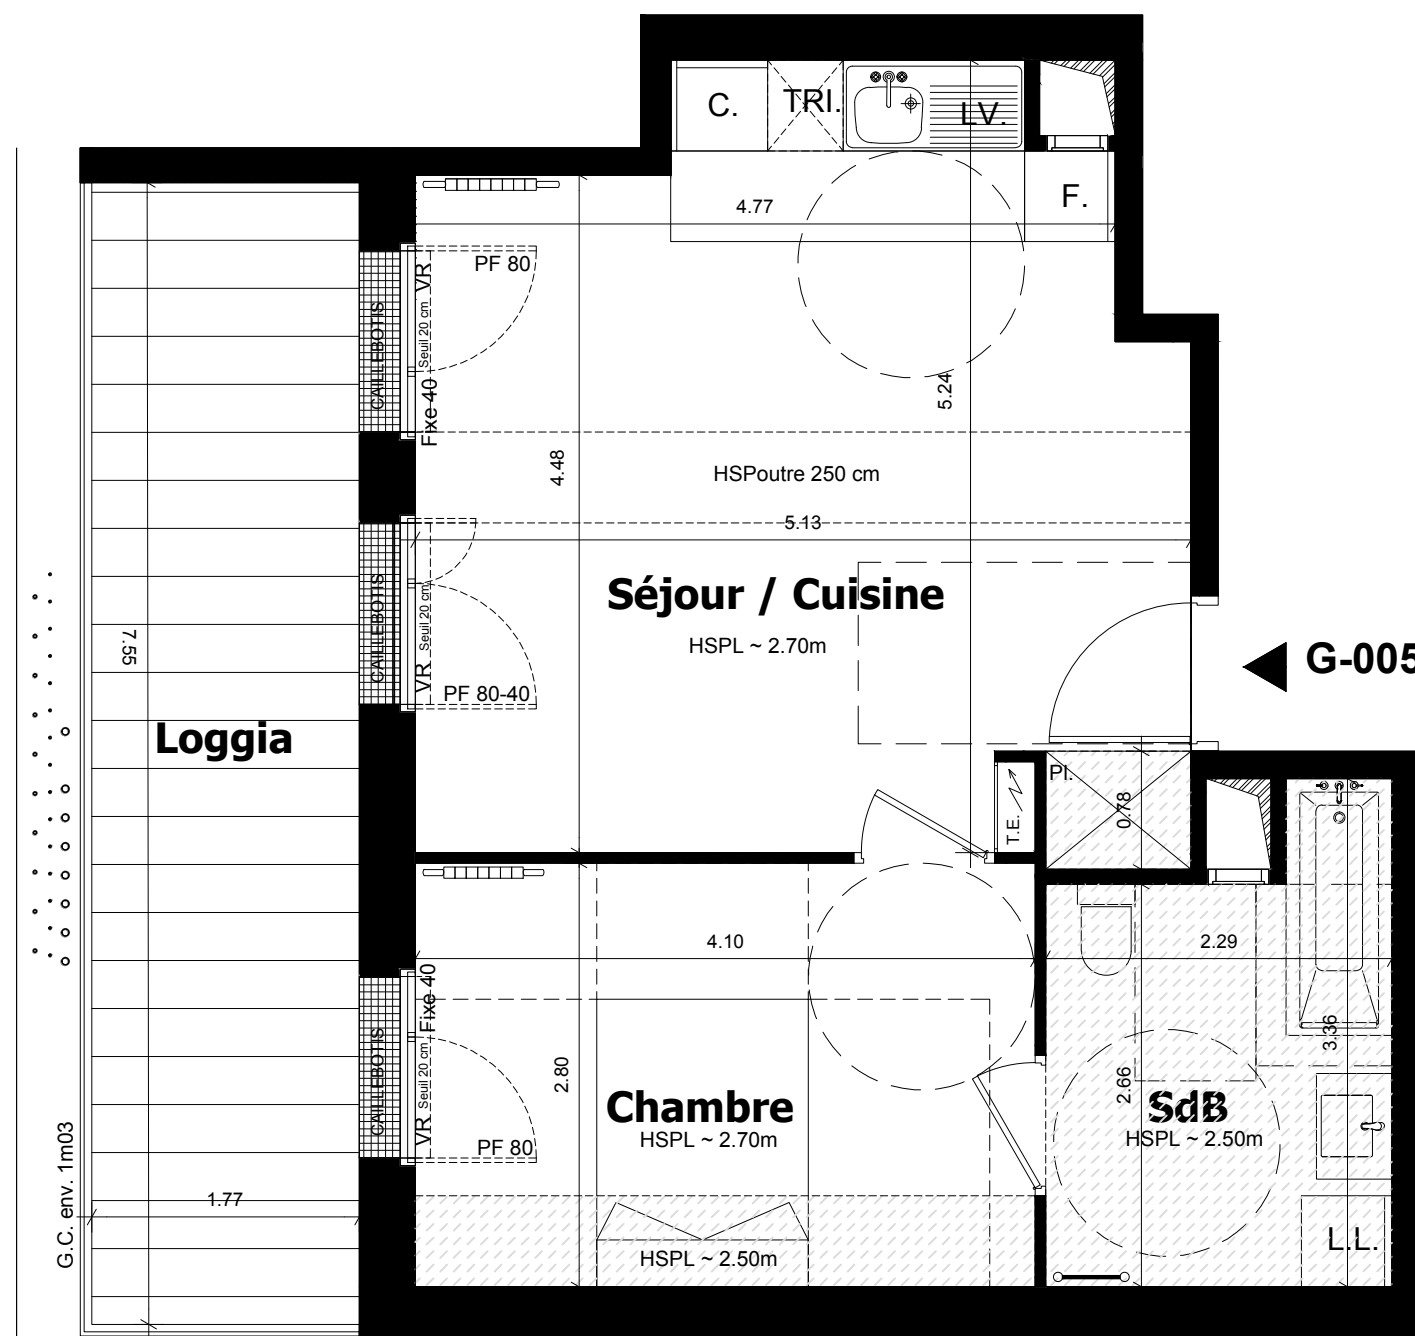 C.
TRI.
LV.
F.
4.77
PF 80
VR
Seuil 20 cm
CAILLEBOTIS
Fixe 40
5.24
4.48
HSPoutre 250 cm
5.13
Séjour / Cuisine
HSPL ~ 2.70m
CAILLEBOTIS
Seuil 20 cm
VR
PF 80-40
G-005
7.55
Loggia
Pl.
T.E.
0.78
4.10
2.29
Fixe 40
CAILLEBOTIS
Seuil 20 cm
VR
PF 80
2.80
Chambre
HSPL ~ 2.70m
2.66
3.36
SdB
HSPL ~ 2.50m
G.C. env. 1m03
1.77
HSPL ~ 2.50m
L.L.